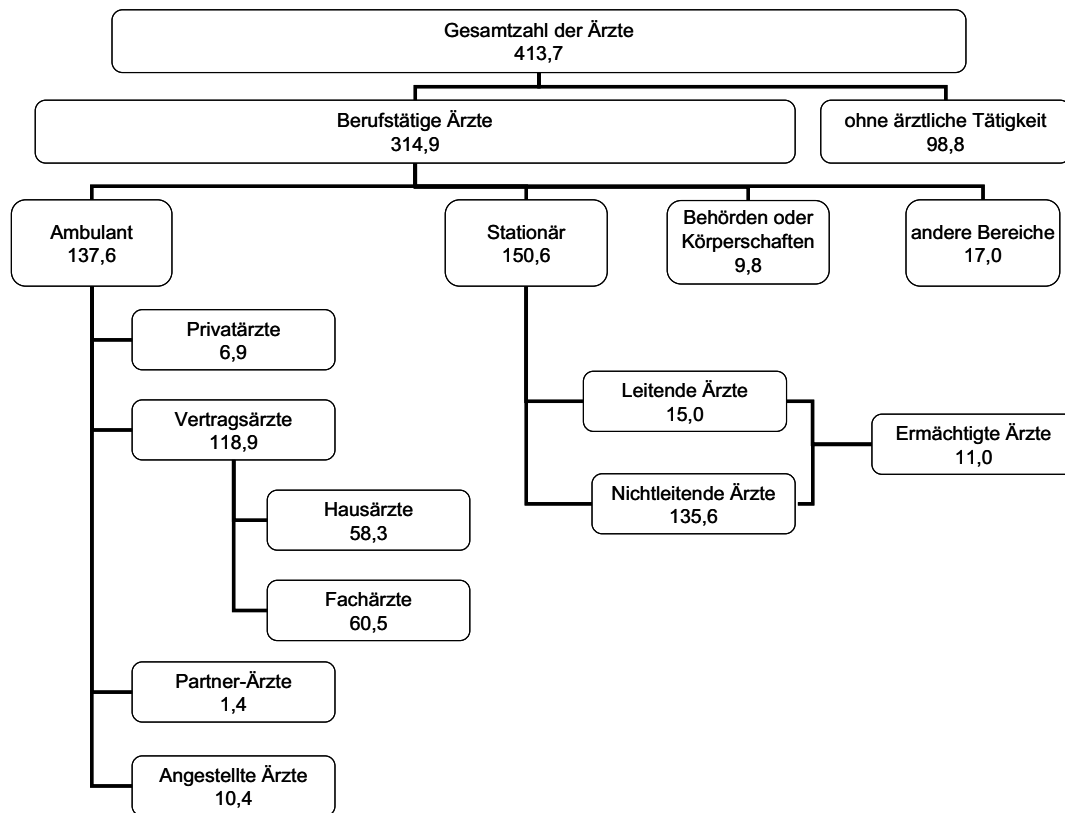 Gesamtzahl der Ärzte
413,7
Berufstätige Ärzte
314,9
ohne ärztliche Tätigkeit
98,8
Ambulant
137,6
Stationär
150,6
Behörden oder
Körperschaften
9,8
andere Bereiche
17,0
Privatärzte
6,9
Vertragsärzte
118,9
Hausärzte
58,3
Fachärzte
60,5
Partner-Ärzte
1,4
Angestellte Ärzte
10,4
Leitende Ärzte
15,0
Nichtleitende Ärzte
135,6
Ermächtigte Ärzte
11,0